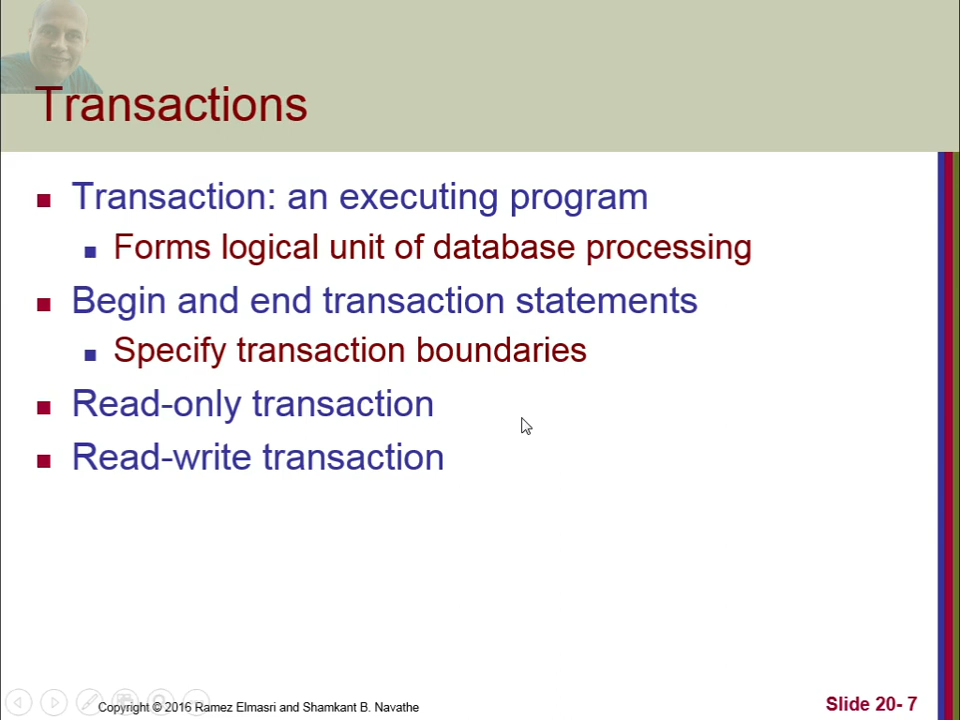 Transactions
Transaction: an executing program
Forms logical unit of database processing
Begin and end transaction statements
Specify transaction boundaries
Read-only transaction
Read-write transaction
Copyright © 2016 Ramez Elmasri and Shamkant B. Navathe
Slide 20- 7